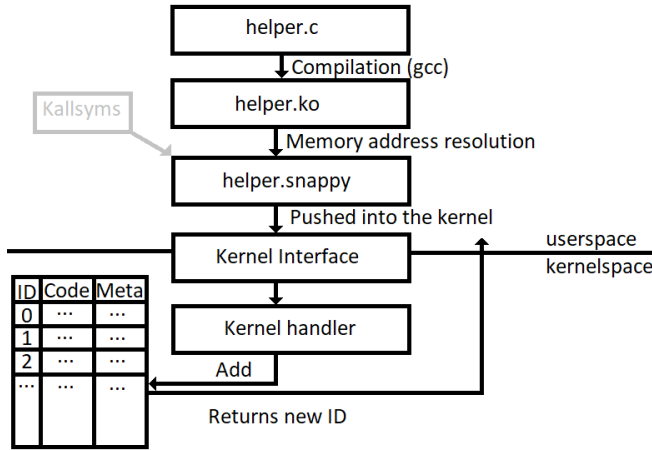 helper.c
Compilation (gcc)
helper.ko
Kallsyms
Memory address resolution
helper.snappy
Pushed into the kernel
Kernel Interface
userspace
kernelspace
ID Code Meta
0 ... ...
1 ... ...
2 ... ...
... ... ...
Kernel handler
Add
Returns new ID